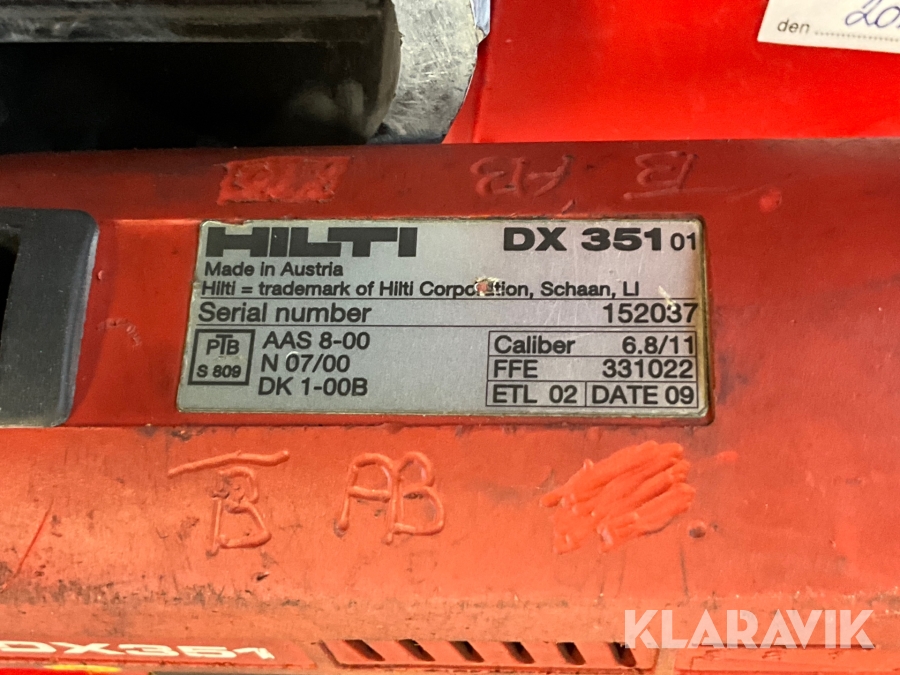 den
AB
B
HILTI DX 351 01
Made in Austria
Hilti = trademark of Hilti Corporation, Schaan, LI
Serial number 152037
PTB
S 809
AAS 8-00
N 07/00
DK 1-00B
Caliber 6.8/11
FFE 331022
ETL 02 DATE 09
B AB
KLARAVIK
DX351